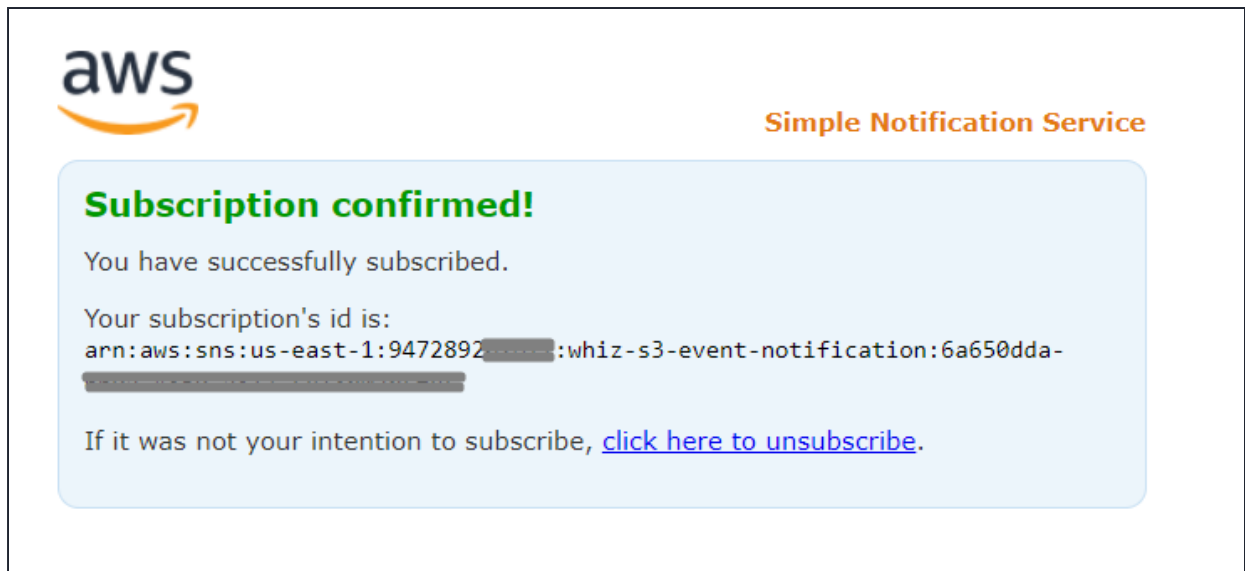 aws
Simple Notification Service
Subscription confirmed!
You have successfully subscribed.
Your subscription's id is:
arn:aws:sns:us-east-1:9472892 :whiz-s3-event-notification:6a650dda-
If it was not your intention to subscribe, click here to unsubscribe.